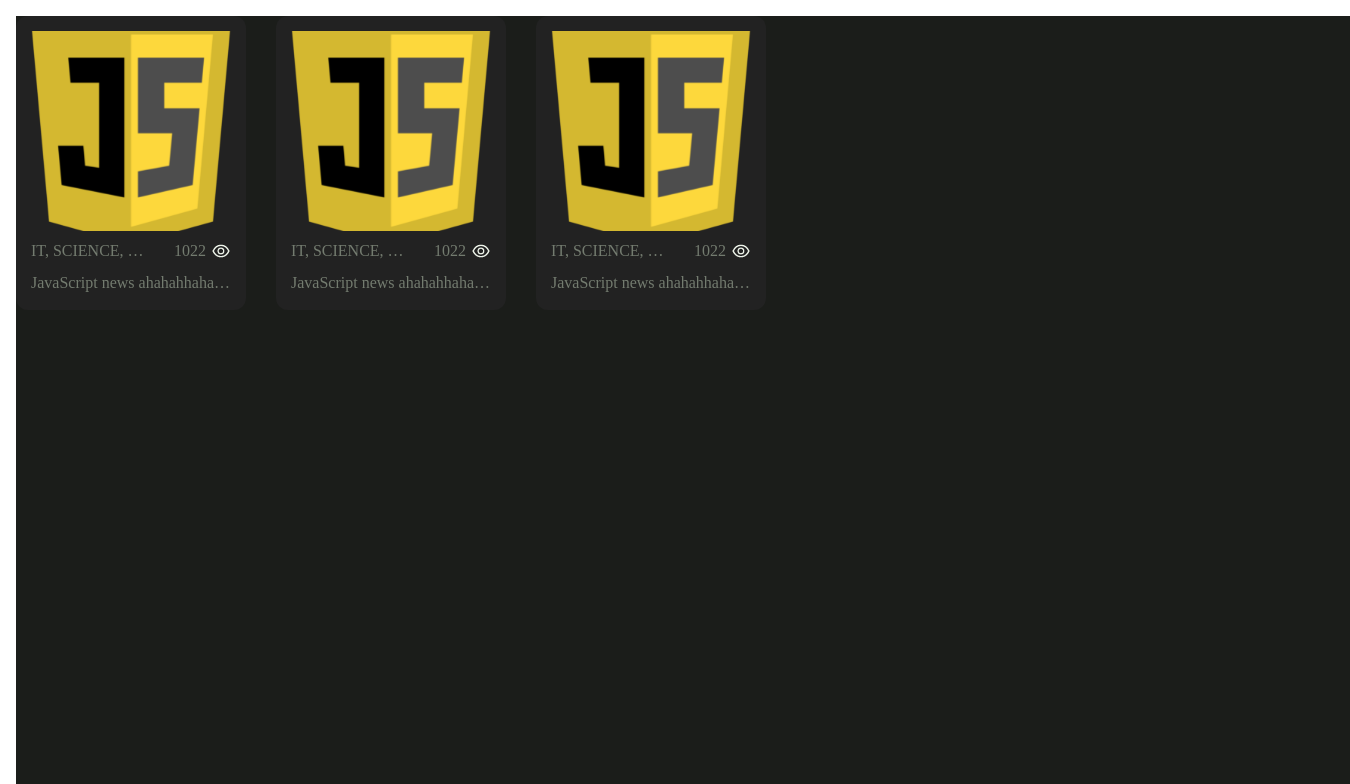 JS JS JS
IT, SCIENCE, … 1022 IT, SCIENCE, … 1022 IT, SCIENCE, … 1022
JavaScript news ahahahhaha… JavaScript news ahahahhaha… JavaScript news ahahahhaha…